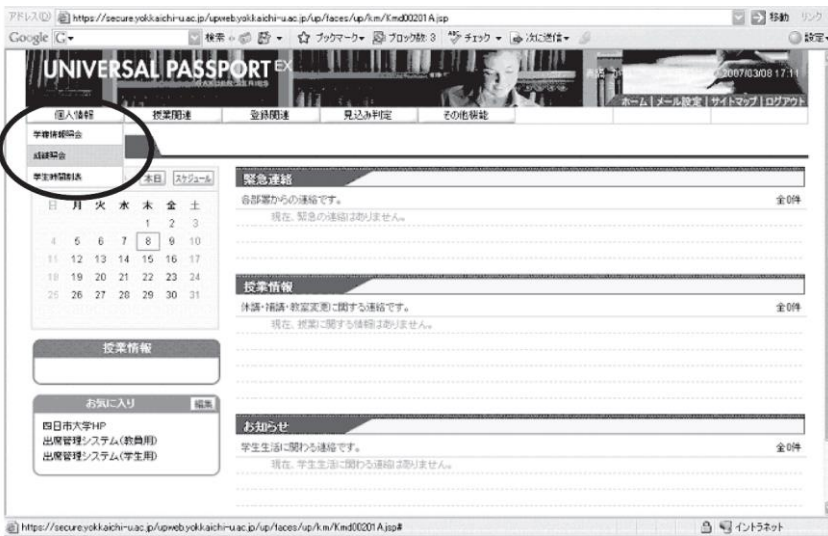 アドレス(D) https://secure.yokkaichi-u.ac.jp/upweb.yokkaichi-u.ac.jp/up/faces/up/km/Kmd00201A.jsp 移動 リンク
Google G 検索 ブックマーク ブロック数: 3 チェック 次に送信 設定
UNIVERSAL PASSPORT EX
2007/03/08 17:11
ホーム | メール設定 | サイトマップ | ログアウト
個人情報 授業関連 登録関連 見込み判定 その他機能
学籍情報照会
成績照会
学生時間割表
本日 スケジュール
日 月 火 水 木 金 土
1 2 3
4 5 6 7 8 9 10
11 12 13 14 15 16 17
18 19 20 21 22 23 24
25 26 27 28 29 30 31
授業情報
お気に入り 編集
四日市大学HP
出席管理システム(教員用)
出席管理システム(学生用)
緊急連絡
各部署からの連絡です。 全0件
現在、緊急の連絡はありません。
授業情報
休講・補講・教室変更に関する連絡です。 全0件
現在、授業に関する情報はありません。
お知らせ
学生生活に関わる連絡です。 全0件
現在、学生生活に関わる連絡はありません。
https://secure.yokkaichi-u.ac.jp/upweb.yokkaichi-u.ac.jp/up/faces/up/km/Kmd00201A.jsp# イントラネット